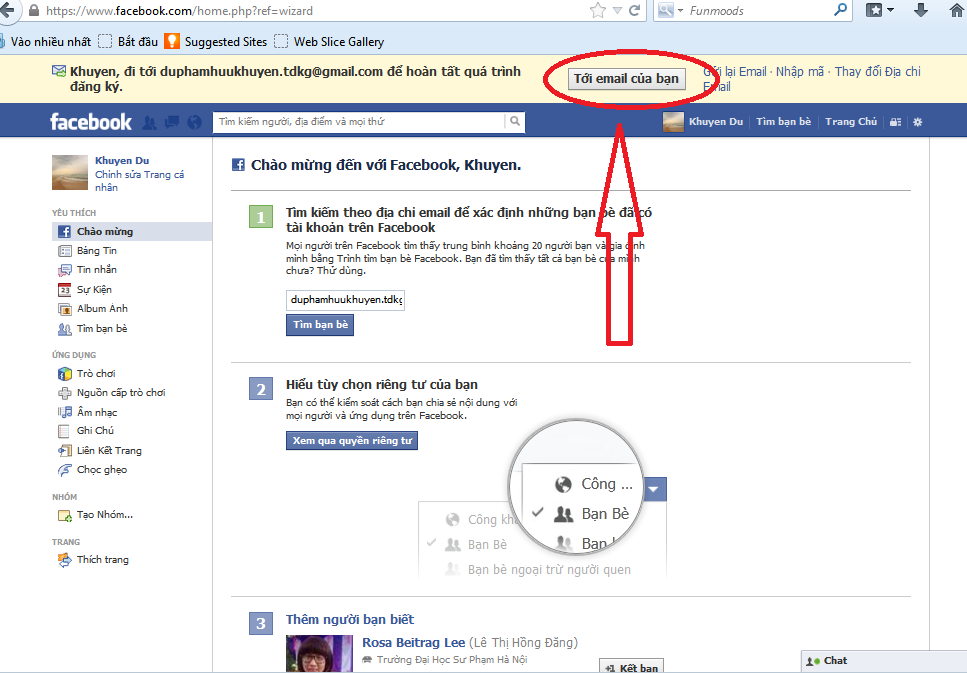 https://www.facebook.com/home.php?ref=wizard
Funmoods
Vào nhiều nhất Bắt đầu Suggested Sites Web Slice Gallery
Khuyen, đi tới duphamhuukhuyen.tdkg@gmail.com để hoàn tất quá trình
đăng ký.
Tới email của bạn
Gửi lại Email · Nhập mã · Thay đổi Địa chỉ
Email
facebook
Tìm kiếm người, địa điểm và mọi thứ
Khuyen Du Tìm bạn bè Trang Chủ
Khuyen Du
Chỉnh sửa Trang cá
nhân
YÊU THÍCH
Chào mừng
Bảng Tin
Tin nhắn
23 Sự Kiện
Album Ảnh
Tìm bạn bè
ỨNG DỤNG
Trò chơi
Nguồn cấp trò chơi
Âm nhạc
Ghi Chú
Liên Kết Trang
Chọc ghẹo
NHÓM
Tạo Nhóm...
TRANG
Thích trang
Chào mừng đến với Facebook, Khuyen.
1
Tìm kiếm theo địa chỉ email để xác định những bạn bè đã có
tài khoản trên Facebook
Mọi người trên Facebook tìm thấy trung bình khoảng 20 người bạn và gia đình
mình bằng Trình tìm bạn bè Facebook. Bạn đã tìm thấy tất cả bạn bè của mình
chưa? Thử dùng.
duphamhuukhuyen.tdkg
Tìm bạn bè
2
Hiểu tùy chọn riêng tư của bạn
Bạn có thể kiểm soát cách bạn chia sẻ nội dung với
mọi người và ứng dụng trên Facebook.
Xem qua quyền riêng tư
Công ...
Bạn Bè
Công kh
Bạn Bè
Bạn bè ngoại trừ người quen
3
Thêm người bạn biết
Rosa Beitrag Lee (Lê Thị Hồng Đăng)
Trường Đại Học Sư Phạm Hà Nội
+1 Kết bạn
Chat